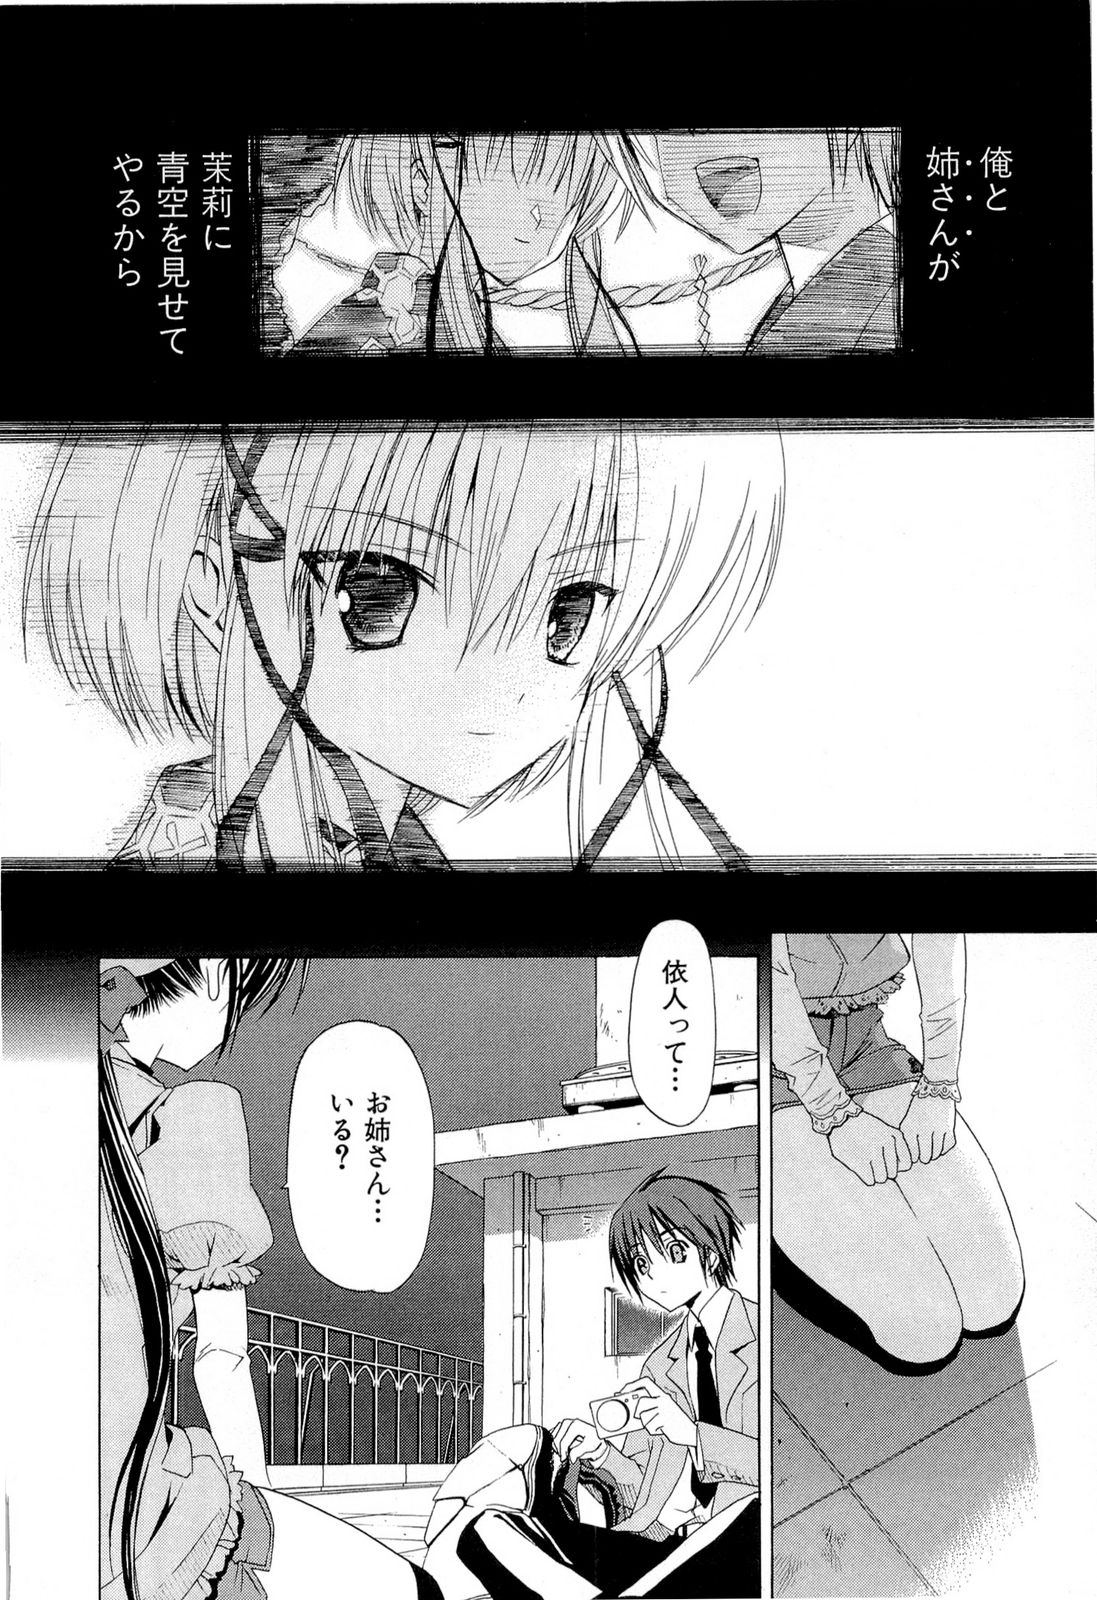 俺と
姉さんが
茉莉に
青空を見せて
やるから
依人って…
お姉さん…
いる?